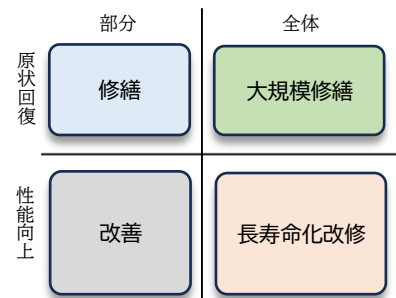 部分
全体
原状回復
修繕
大規模修繕
性能向上
改善
長寿命化改修